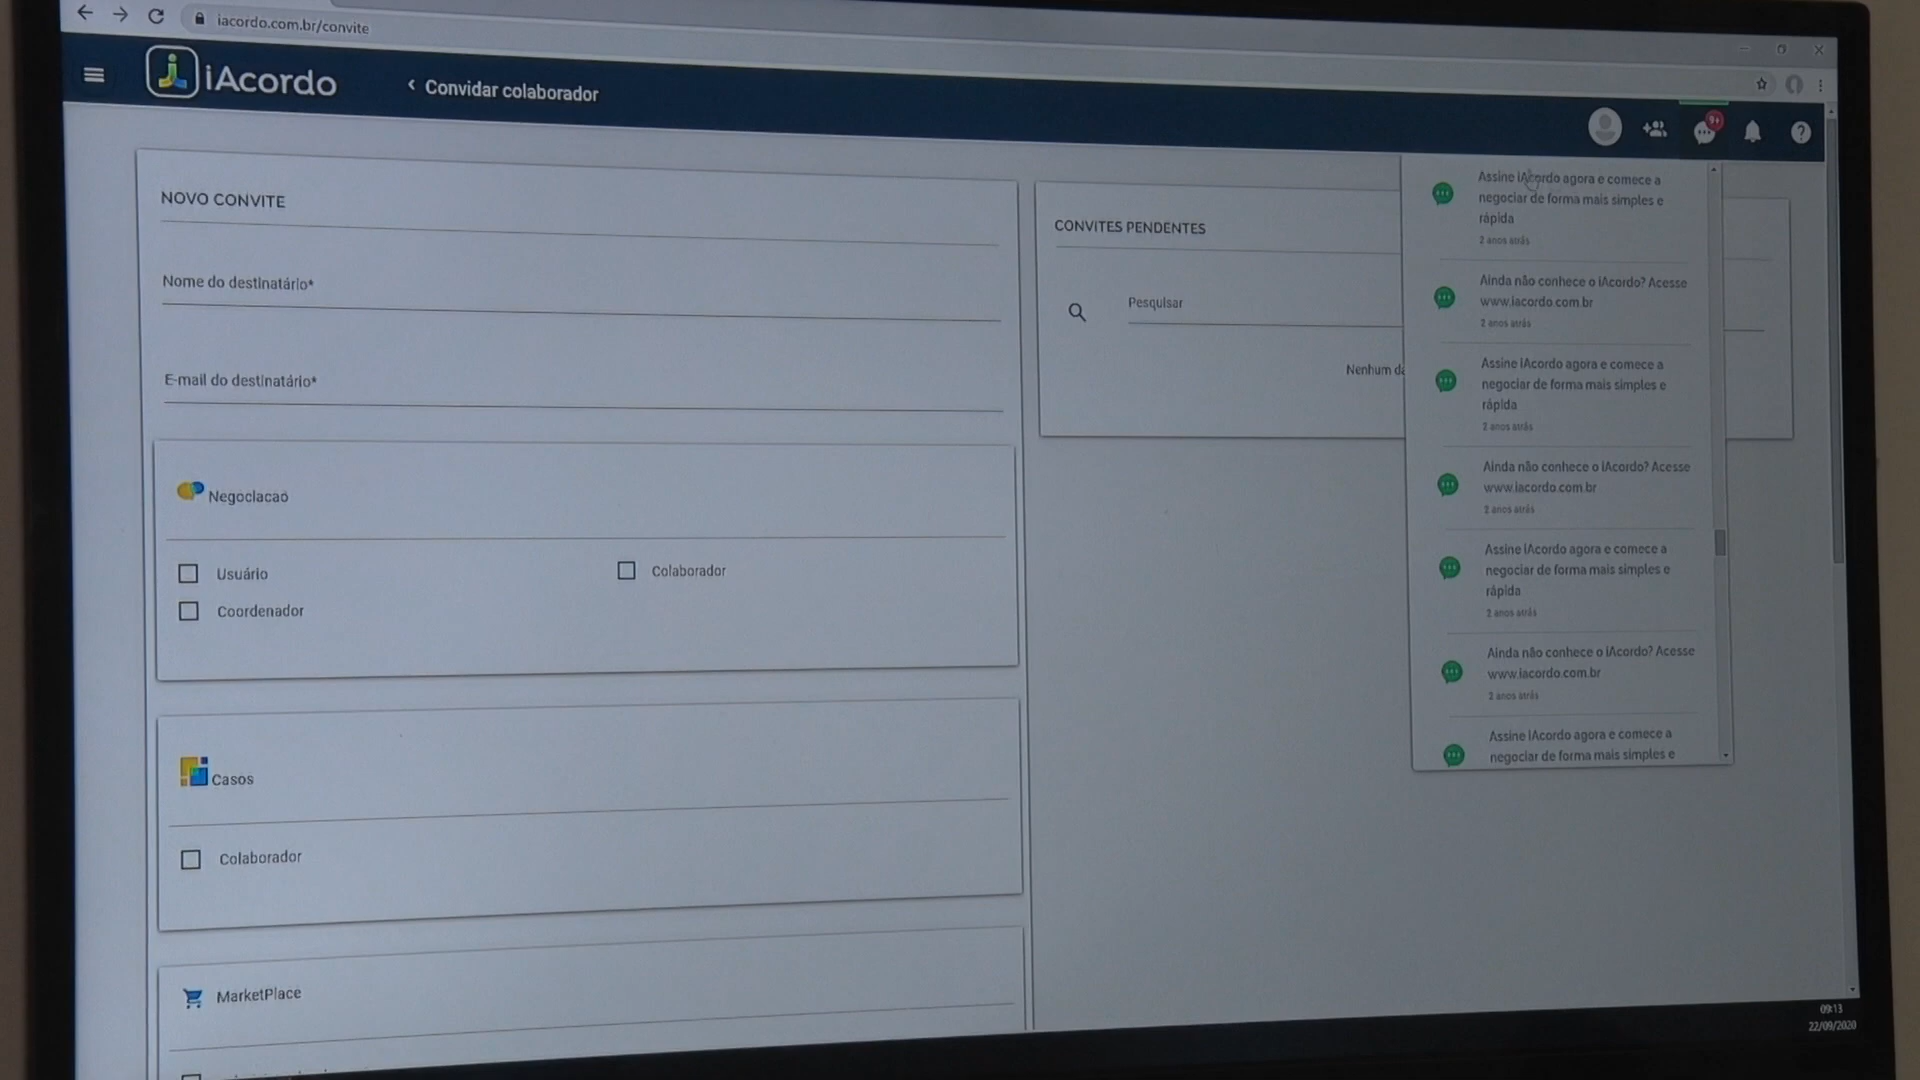 iacordo.com.br/convite
iAcordo
Convidar colaborador
9+
NOVO CONVITE
Nome do destinatário*
E-mail do destinatário*
Negociacao
Usuário
Colaborador
Coordenador
Casos
Colaborador
MarketPlace
CONVITES PENDENTES
Pesquisar
Nenhum da
Assine iAcordo agora e comece a
negociar de forma mais simples e
rápida
2 anos atrás
Ainda não conhece o iAcordo? Acesse
www.iacordo.com.br
2 anos atrás
Assine iAcordo agora e comece a
negociar de forma mais simples e
rápida
2 anos atrás
Ainda não conhece o iAcordo? Acesse
www.iacordo.com.br
2 anos atrás
Assine iAcordo agora e comece a
negociar de forma mais simples e
rápida
2 anos atrás
Ainda não conhece o iAcordo? Acesse
www.iacordo.com.br
2 anos atrás
Assine iAcordo agora e comece a
negociar de forma mais simples e
09:13
22/09/2020